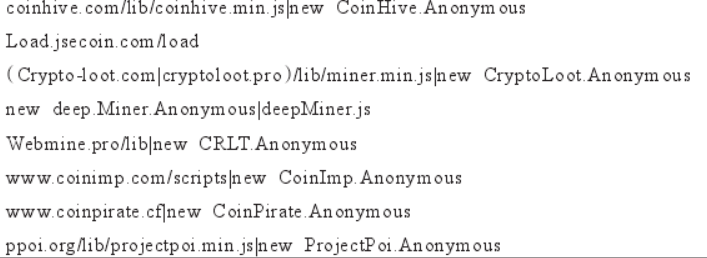 coinhive.com/lib/coinhive.min.js|new CoinHive.Anonymous
Load.jsecoin.com/load
(Crypto-loot.com|cryptoloot.pro)/lib/miner.min.js|new CryptoLoot.Anonymous
new deep.Miner.Anonymous|deepMiner.js
Webmine.pro/lib|new CRLT.Anonymous
www.coinimp.com/scripts|new CoinImp.Anonymous
www.coinpirate.cf|new CoinPirate.Anonymous
ppoi.org/lib/projectpoi.min.js|new ProjectPoi.Anonymous